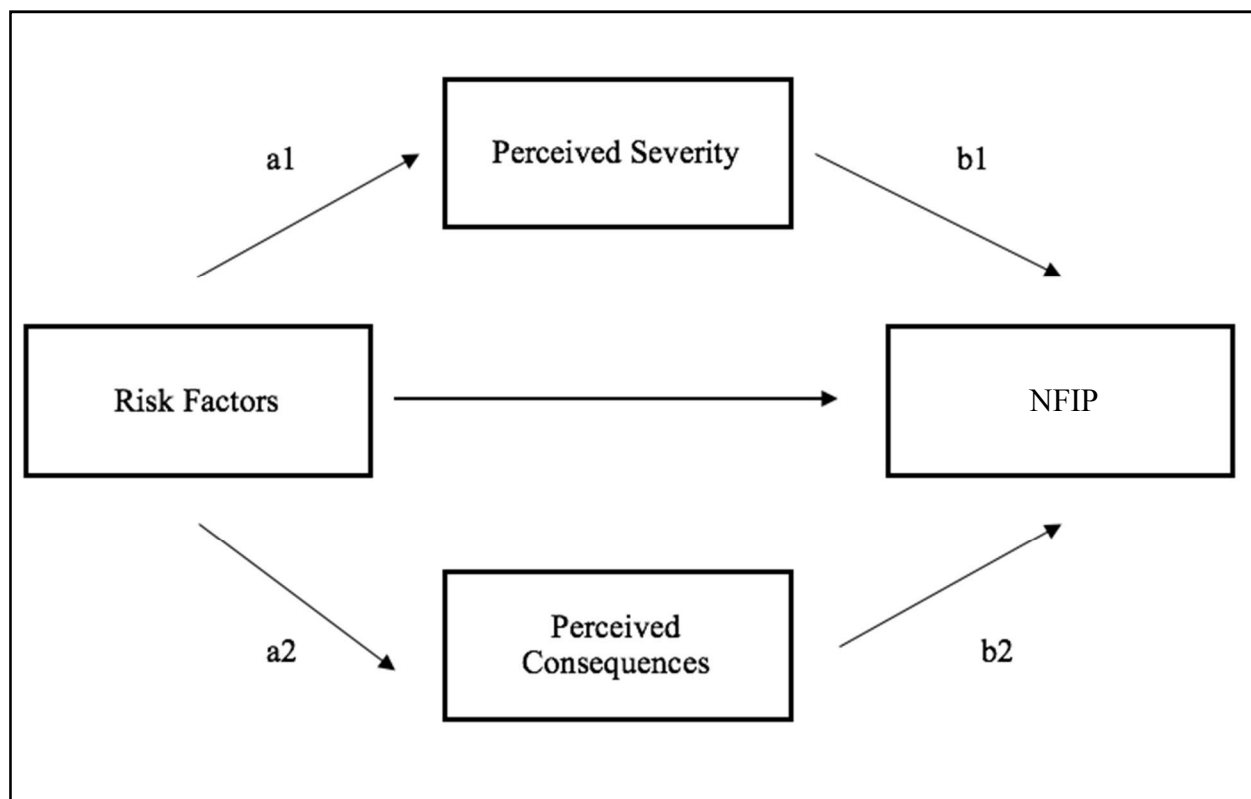 Perceived Severity
a1
b1
Risk Factors
NFIP
Perceived
Consequences
a2
b2